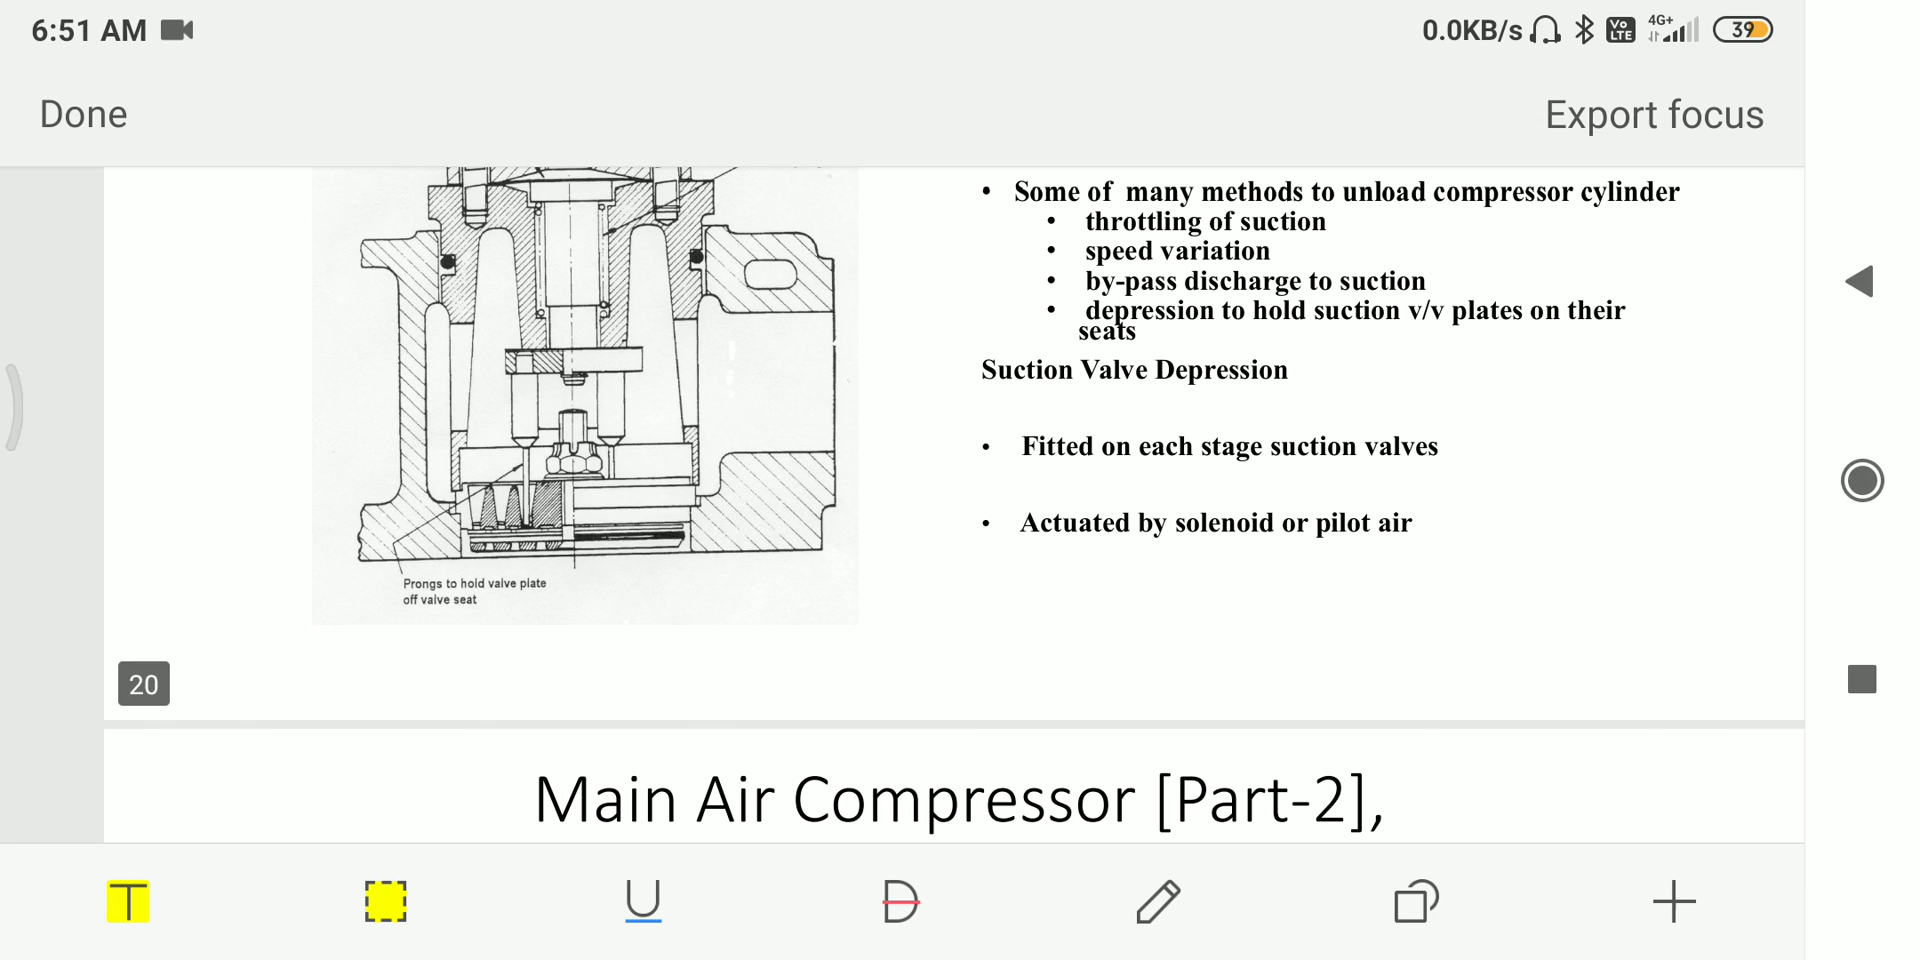 6:51 AM
0.0KB/s
Vo
LTE
4G+
39
Done
Export focus
• Some of many methods to unload compressor cylinder
• throttling of suction
• speed variation
• by-pass discharge to suction
• depression to hold suction v/v plates on their
seats
Suction Valve Depression
• Fitted on each stage suction valves
• Actuated by solenoid or pilot air
Prongs to hold valve plate
off valve seat
20
Main Air Compressor [Part-2],
T
U
D